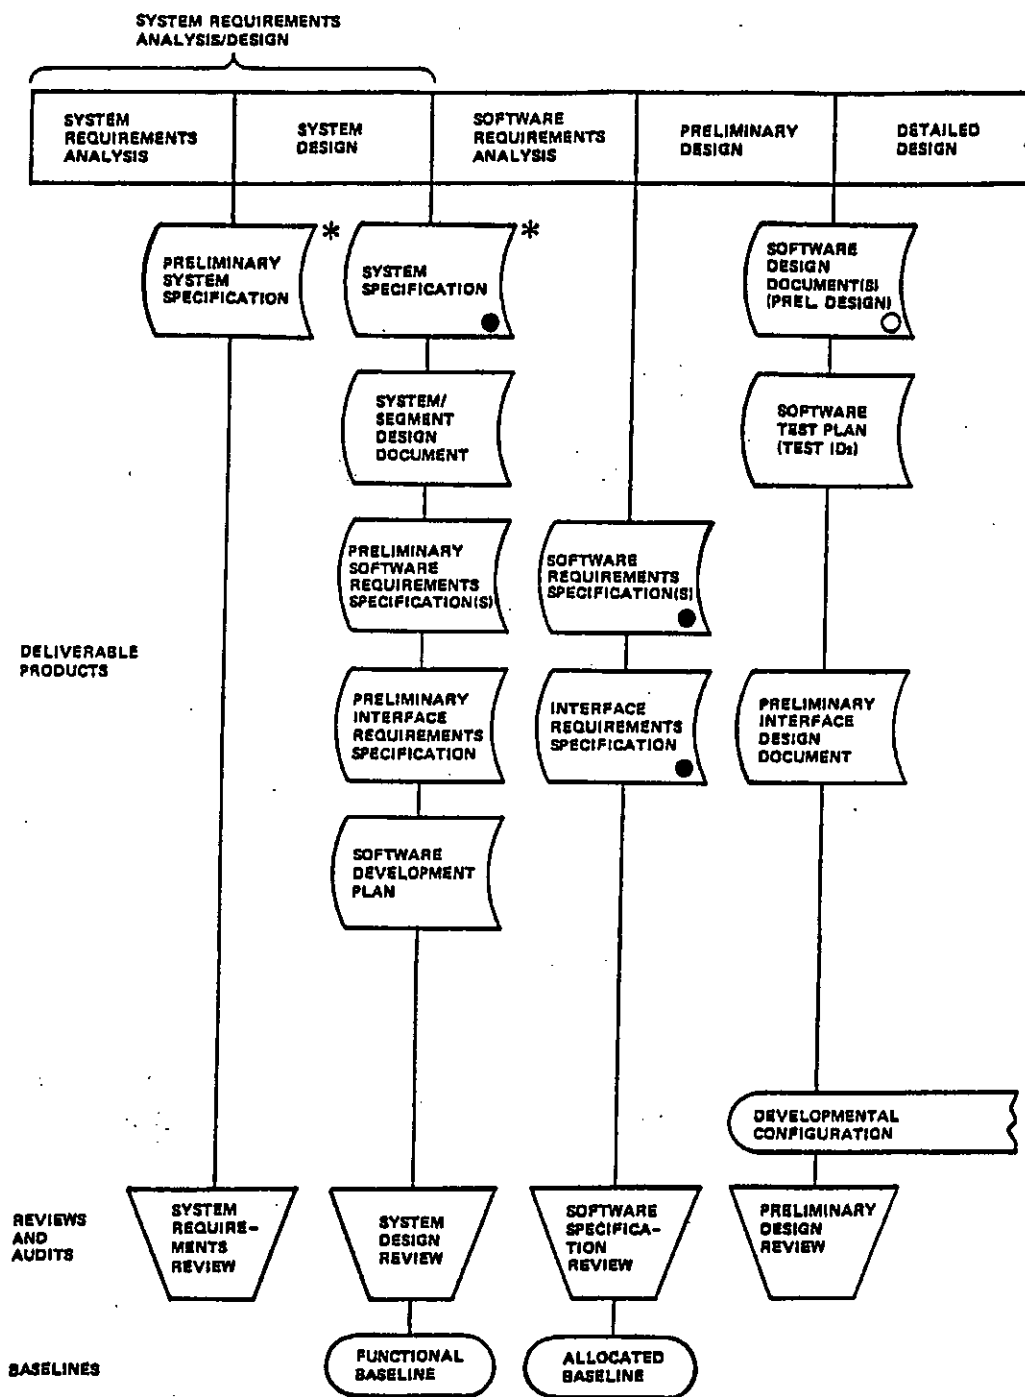 SYSTEM REQUIREMENTS
ANALYSIS/DESIGN
SYSTEM
REQUIREMENTS
ANALYSIS
SYSTEM
DESIGN
SOFTWARE
REQUIREMENTS
ANALYSIS
PRELIMINARY
DESIGN
DETAILED
DESIGN
PRELIMINARY
SYSTEM
SPECIFICATION
*
SYSTEM
SPECIFICATION
*
SOFTWARE
DESIGN
DOCUMENT(S)
(PREL. DESIGN)
SYSTEM/
SEGMENT
DESIGN
DOCUMENT
SOFTWARE
TEST PLAN
(TEST IDs)
PRELIMINARY
SOFTWARE
REQUIREMENTS
SPECIFICATION(S)
SOFTWARE
REQUIREMENTS
SPECIFICATION(S)
DELIVERABLE
PRODUCTS
PRELIMINARY
INTERFACE
REQUIREMENTS
SPECIFICATION
INTERFACE
REQUIREMENTS
SPECIFICATION
PRELIMINARY
INTERFACE
DESIGN
DOCUMENT
SOFTWARE
DEVELOPMENT
PLAN
DEVELOPMENTAL
CONFIGURATION
REVIEWS
AND
AUDITS
SYSTEM
REQUIRE-
MENTS
REVIEW
SYSTEM
DESIGN
REVIEW
SOFTWARE
SPECIFICA-
TION
REVIEW
PRELIMINARY
DESIGN
REVIEW
BASELINES
FUNCTIONAL
BASELINE
ALLOCATED
BASELINE